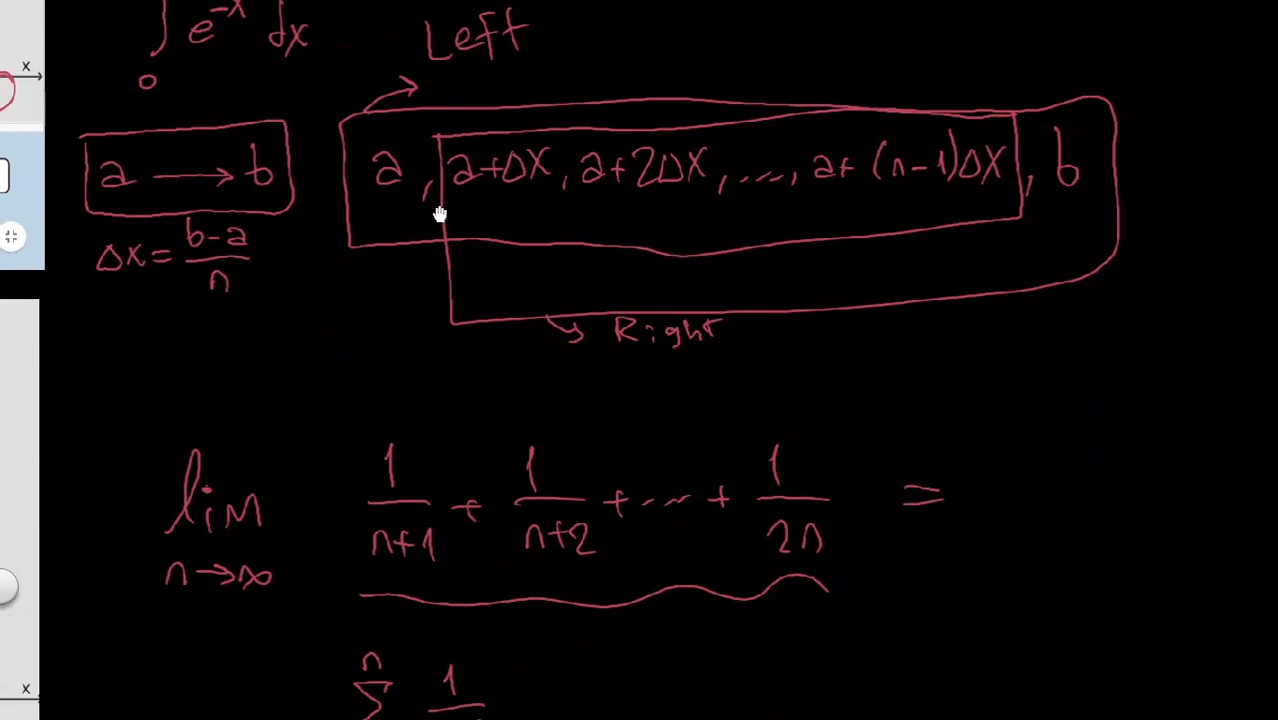 ∫ e^-x dx
0
Left
a → b
a, a+Δx, a+2Δx, ..., a+(n-1)Δx, b
Δx = b-a / n
Right
lim n→∞ 1/n+1 + 1/n+2 + ... + 1/2n =
n
∑ 1
x
x